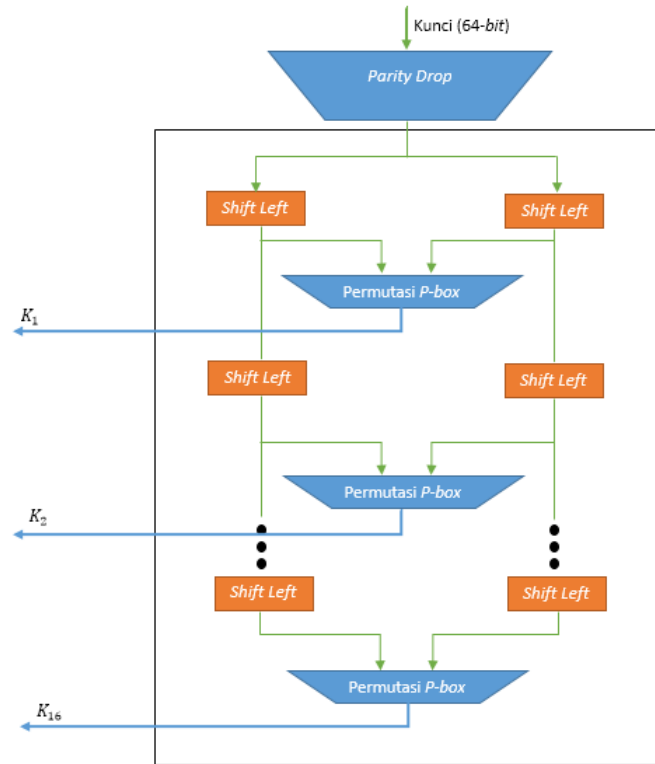 Kunci (64-bit)
Parity Drop
Shift Left
Shift Left
Permutasi P-box
K1
Shift Left
Shift Left
Permutasi P-box
K2
Shift Left
Shift Left
Permutasi P-box
K16